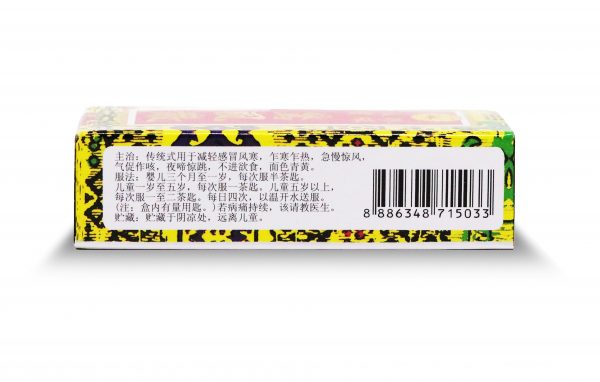 主治：传统式用于减轻感冒风寒，乍寒乍热，急慢惊风，
气促作咳，夜啼惊跳，不进欲食，面色青黄。
服法：婴儿三个月至一岁，每次服半茶匙。
儿童一岁至五岁，每次服一茶匙。儿童五岁以上，
每次服一至二茶匙。每日四次，以温开水送服。
(注：盒内有量用匙。)若病痛持续，该请教医生。
贮藏：贮藏于阴凉处，远离儿童。
8 886348 715033